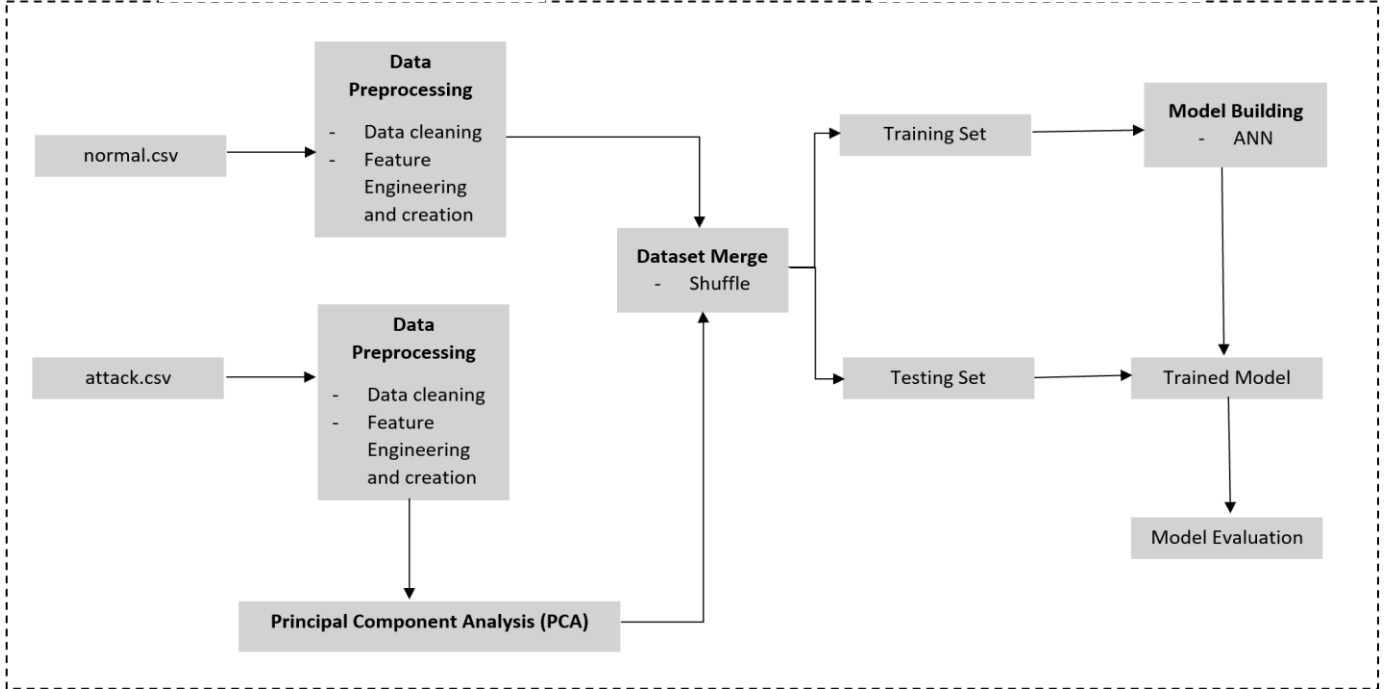 normal.csv
Data
Preprocessing
- Data cleaning
- Feature
Engineering
and creation
attack.csv
Data
Preprocessing
- Data cleaning
- Feature
Engineering
and creation
Principal Component Analysis (PCA)
Dataset Merge
- Shuffle
Training Set
Testing Set
Model Building
- ANN
Trained Model
Model Evaluation